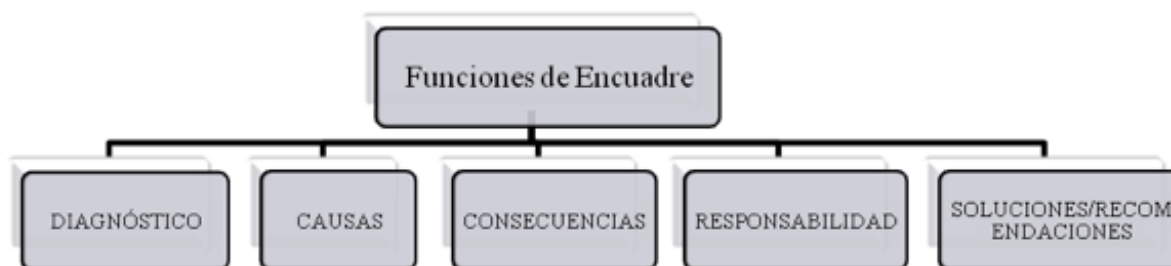 Funciones de Encuadre
DIAGNÓSTICO
CAUSAS
CONSECUENCIAS
RESPONSABILIDAD
SOLUCIONES/RECOM
ENDACIONES